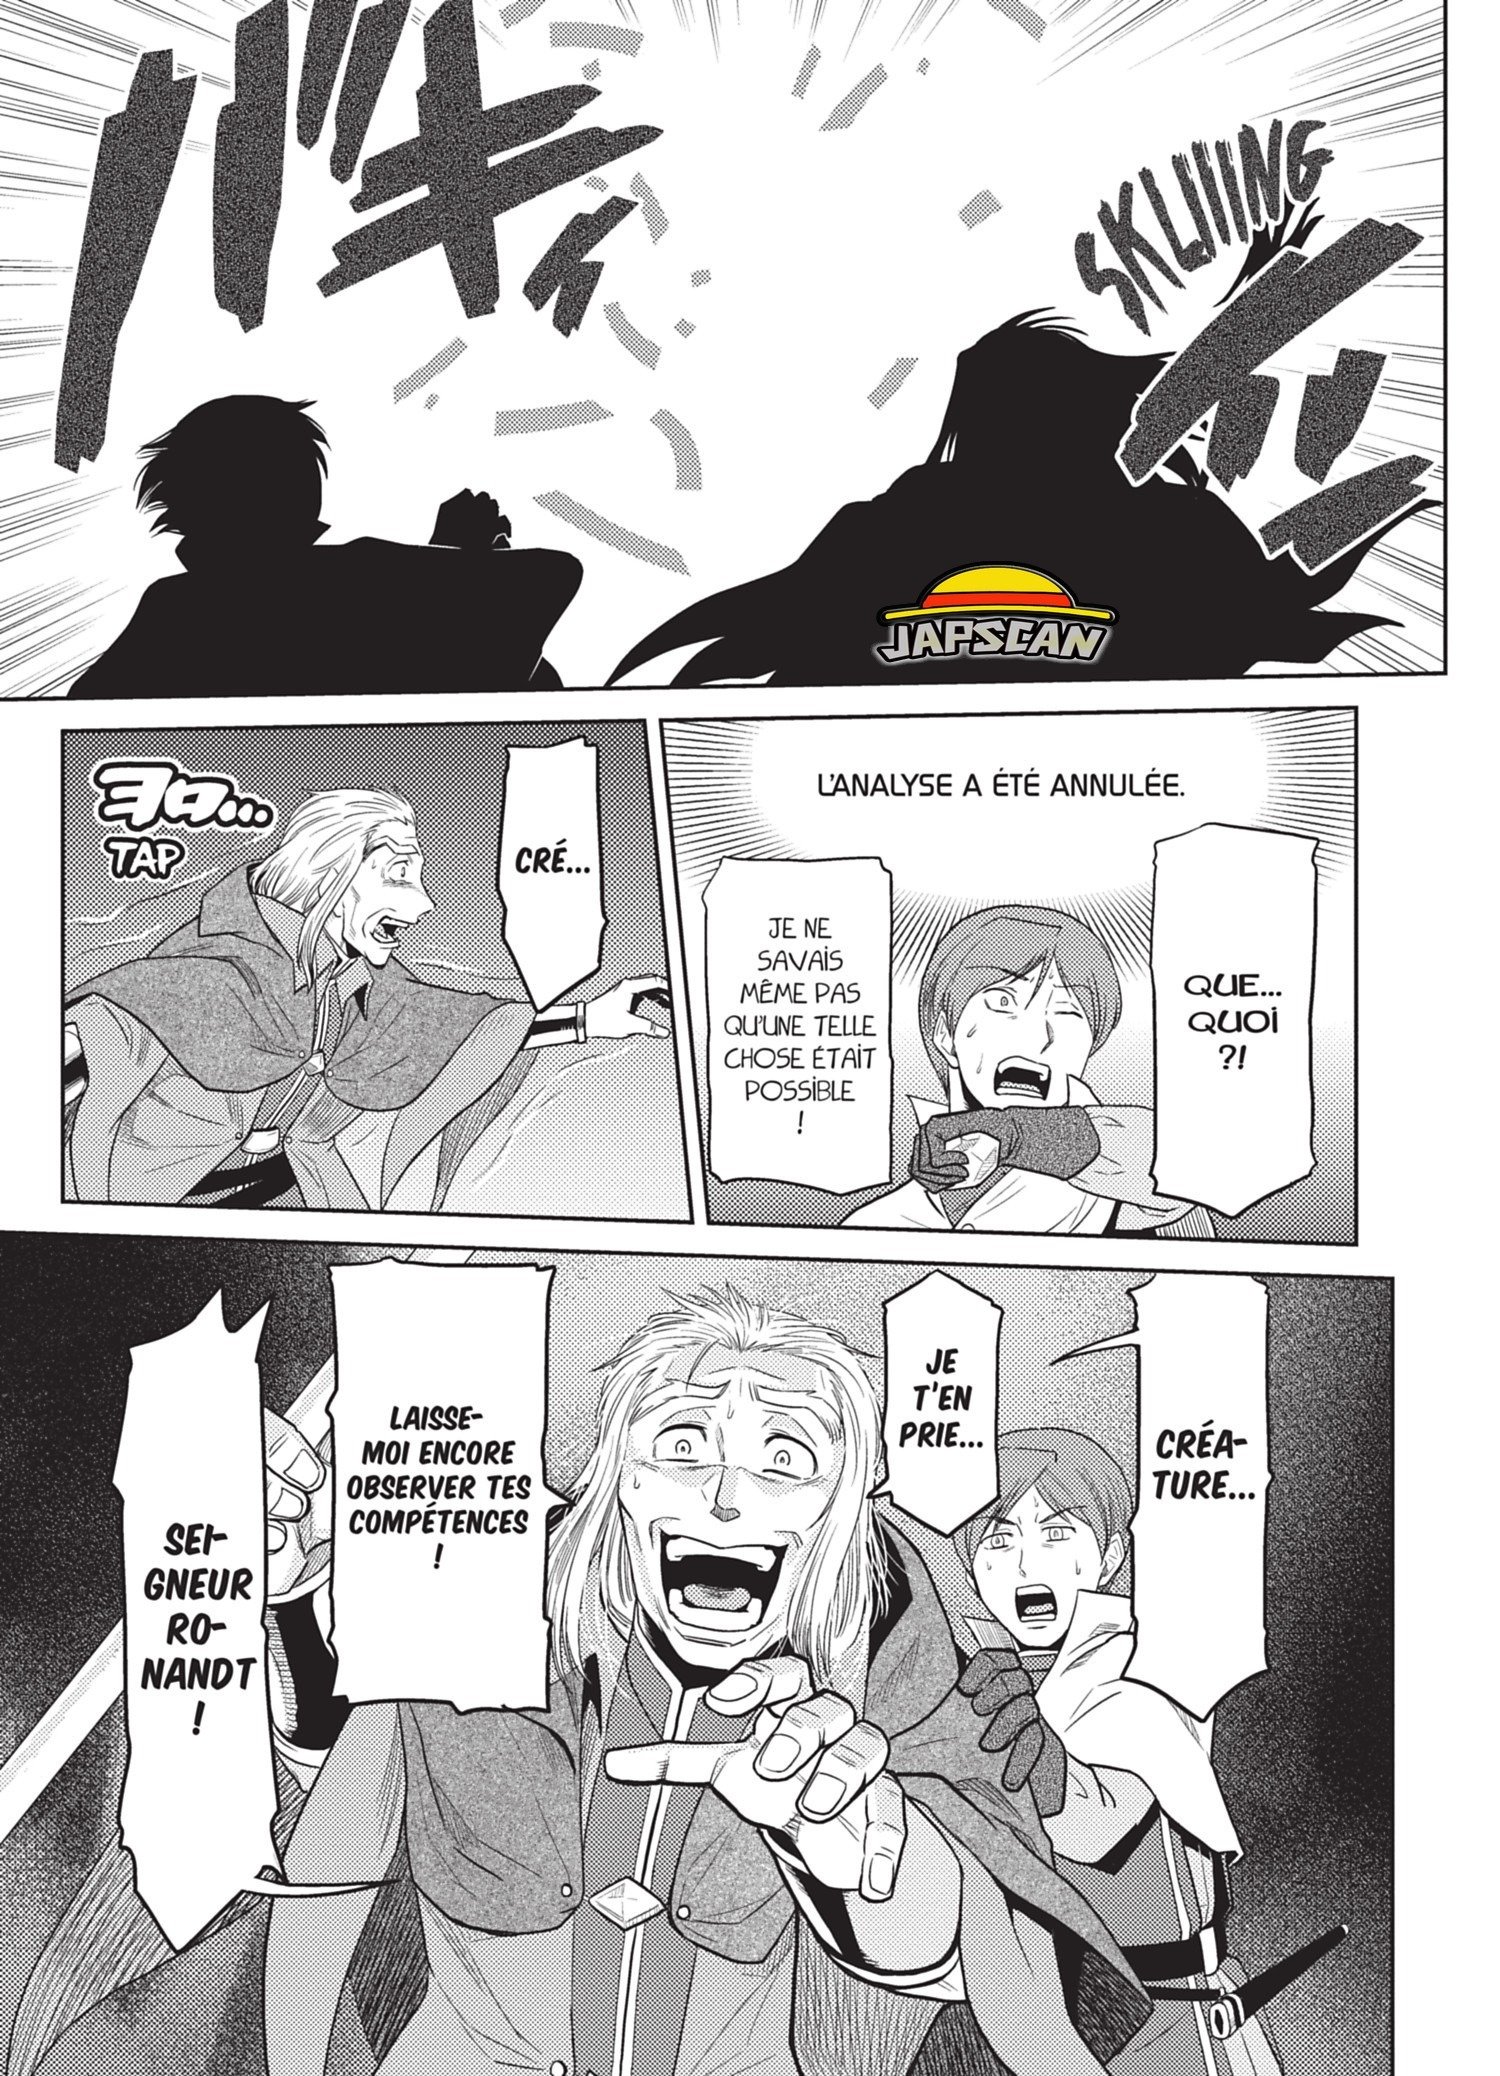 バキ
SKLIIING
バキィ
JAPSCAN
L'ANALYSE A ÉTÉ ANNULÉE.
QUE...
QUOI
?!
JE NE
SAVAIS
MÊME PAS
QU'UNE TELLE
CHOSE ÉTAIT
POSSIBLE
!
CRÉ...
ヨロ...
TAP
CRÉA-
TURE...
JE
T'EN
PRIE...
LAISSE-
MOI ENCORE
OBSERVER TES
COMPÉTENCES
!
SEI-
GNEUR
RO-
NANDT
!